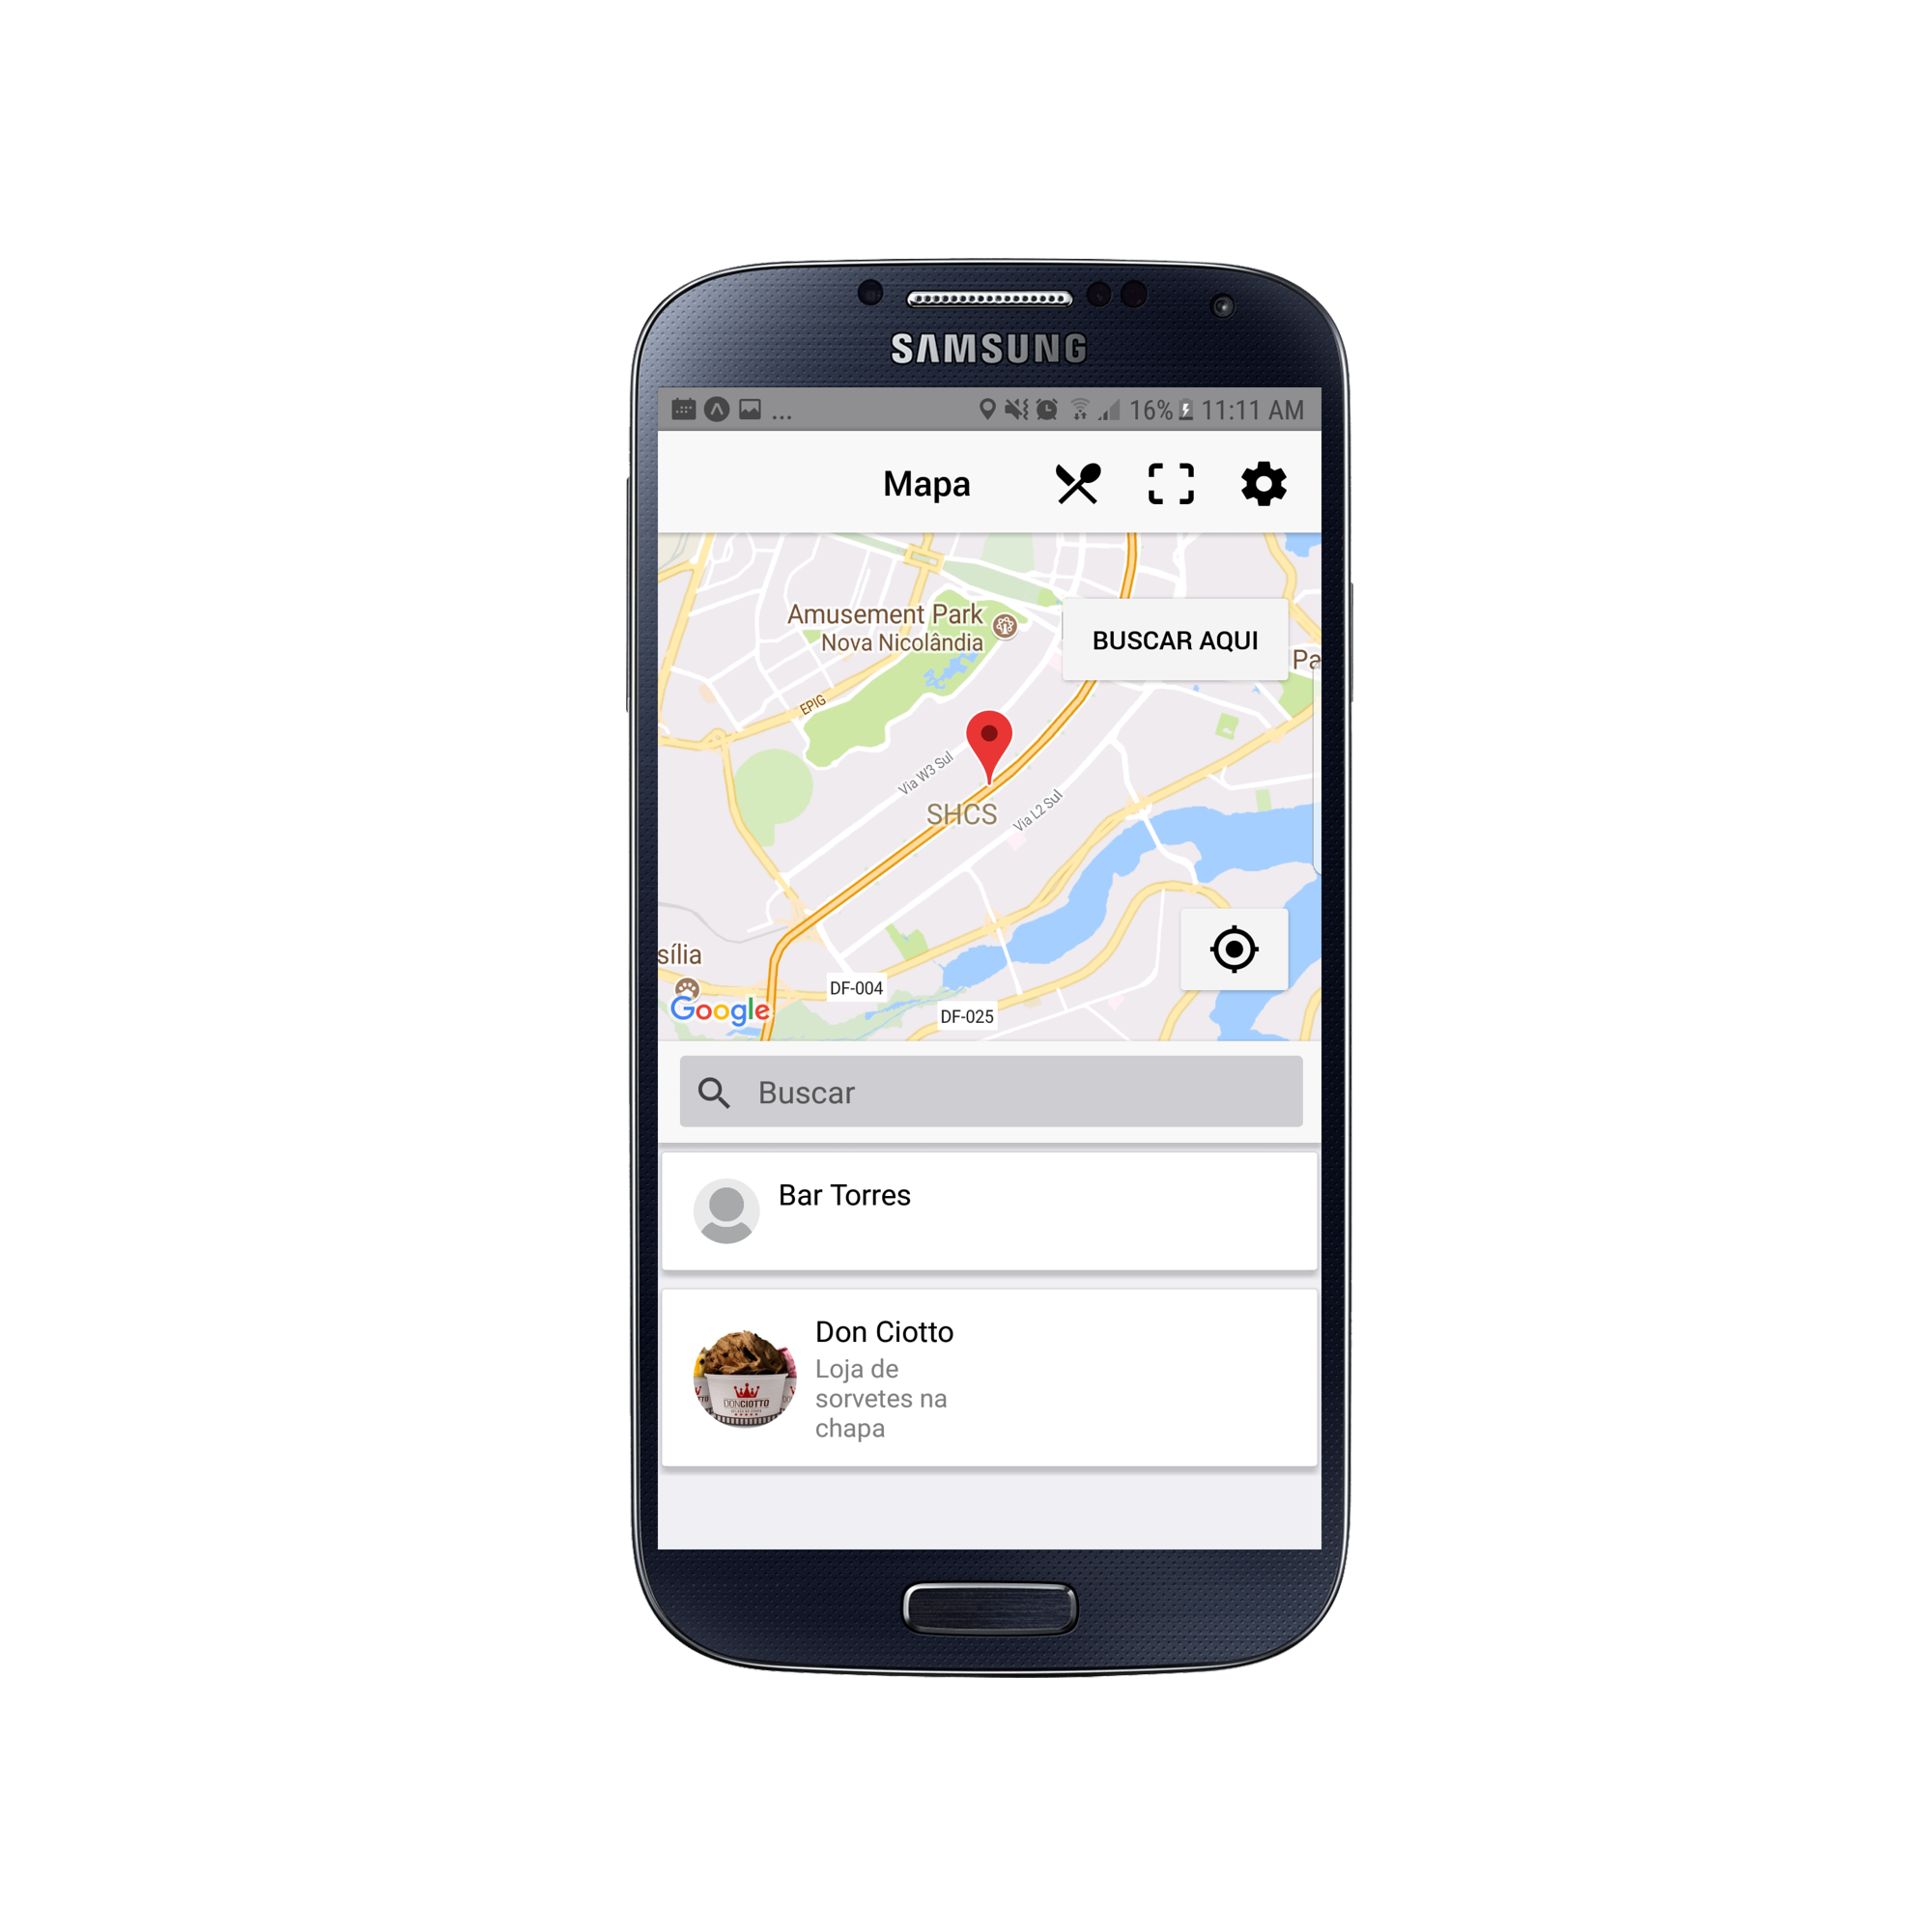 SAMSUNG
... 16% 11:11 AM
Mapa
Amusement Park
Nova Nicolândia
BUSCAR AQUI
Pa
EPIG
Via W3 Sul
SHCS
Via L2 Sul
sília
DF-004
Google
DF-025
Buscar
Bar Torres
Don Ciotto
Loja de
sorvetes na
chapa
DONCIOTTO